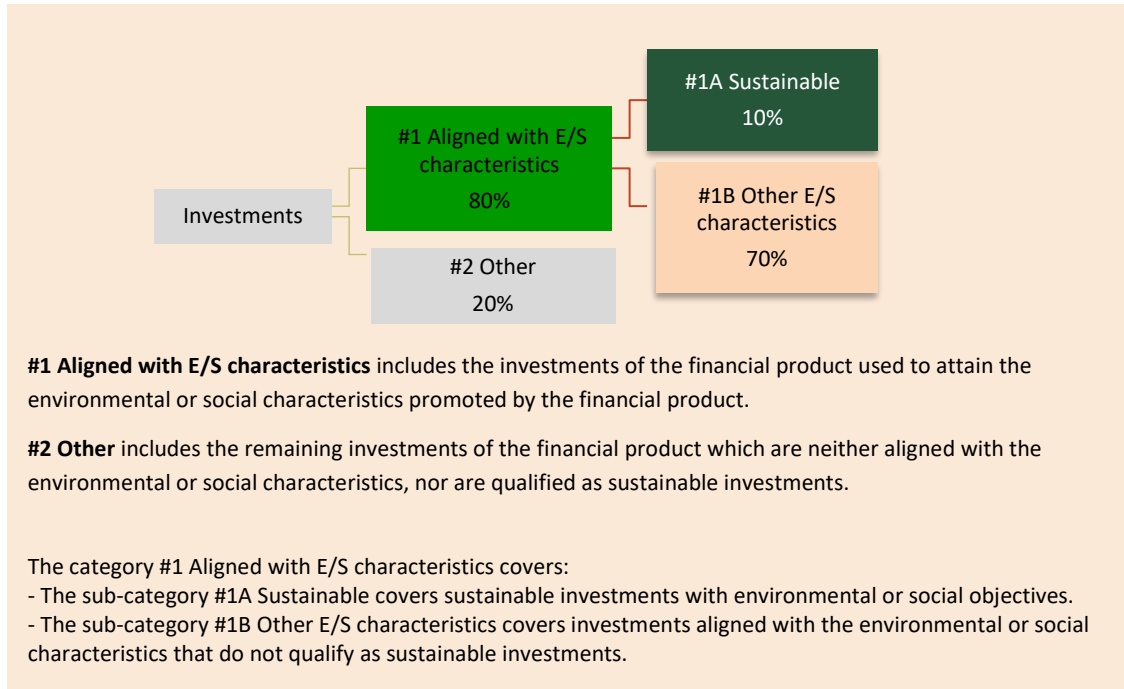 #1A Sustainable
10%
#1 Aligned with E/S
characteristics
80%
#1B Other E/S
characteristics
70%
Investments
#2 Other
20%
#1 Aligned with E/S characteristics includes the investments of the financial product used to attain the
environmental or social characteristics promoted by the financial product.
#2 Other includes the remaining investments of the financial product which are neither aligned with the
environmental or social characteristics, nor are qualified as sustainable investments.
The category #1 Aligned with E/S characteristics covers:
- The sub-category #1A Sustainable covers sustainable investments with environmental or social objectives.
- The sub-category #1B Other E/S characteristics covers investments aligned with the environmental or social
characteristics that do not qualify as sustainable investments.